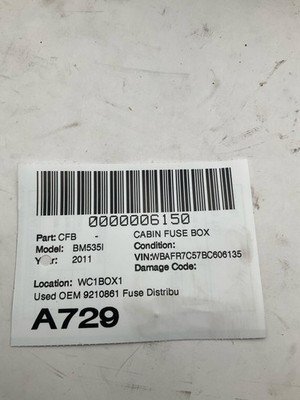 0000006150
Part: CFB - CABIN FUSE BOX
Model: BM535I Condition:
Year: 2011 VIN:WBAFR7C57BC606135
Damage Code:
Location: WC1BOX1
Used OEM 9210861 Fuse Distribu
A729